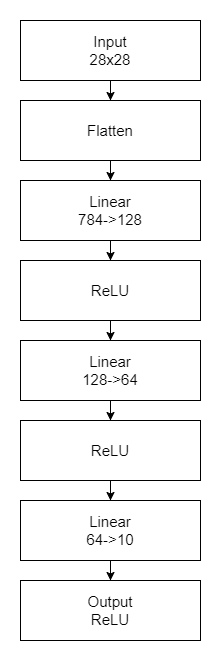 Input
28x28
Flatten
Linear
784->128
ReLU
Linear
128->64
ReLU
Linear
64->10
Output
ReLU